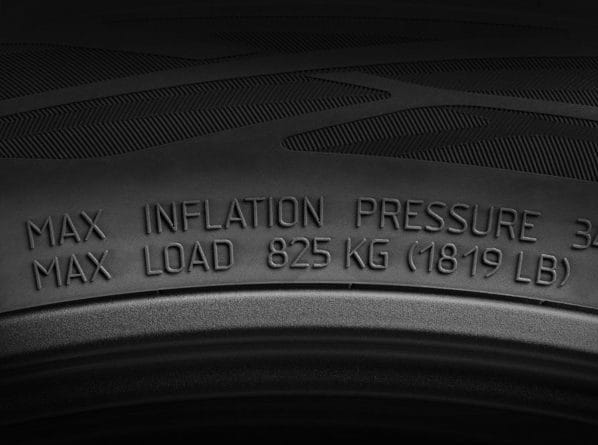 MAX INFLATION PRESSURE
MAX LOAD 825 KG (1819 LB)